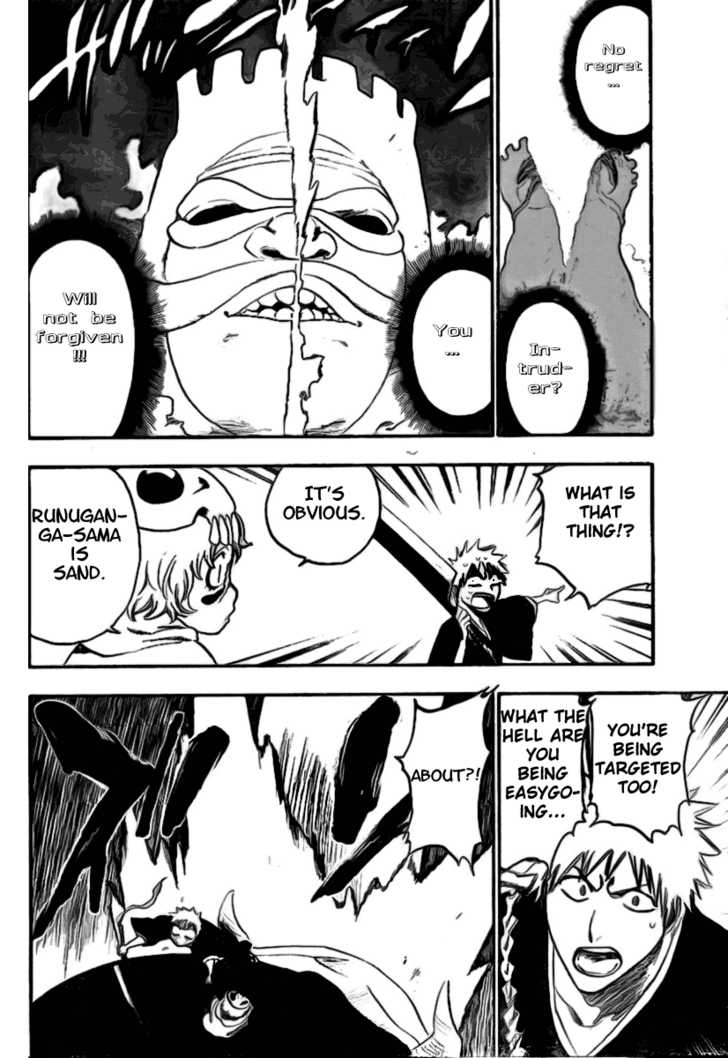 No
regret
...
In-
trud-
er?
You
...
Will
not be
forgiven
!!!
WHAT IS
THAT
THING!?
IT'S
OBVIOUS.
RUNUGAN-
GA-SAMA
IS
SAND.
YOU'RE
BEING
TARGETED
TOO!
WHAT THE
HELL ARE
YOU
BEING
EASYGO-
ING...
ABOUT?!